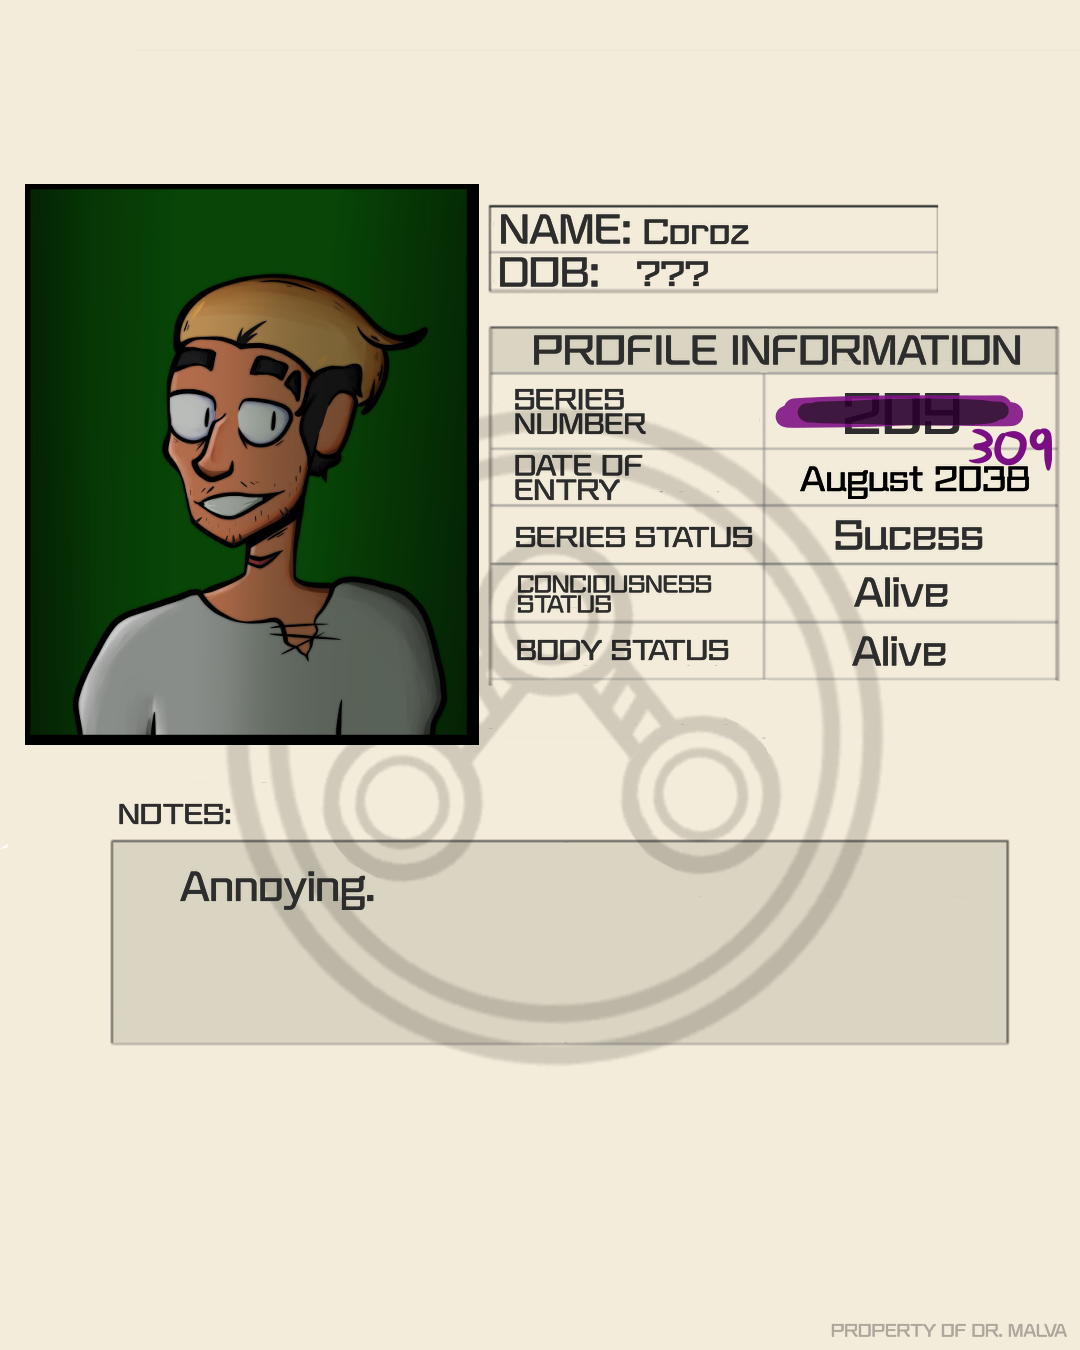 NAME: Coroz
DOB: ???
PROFILE INFORMATION
SERIES NUMBER
209
309
DATE OF ENTRY
August 2038
SERIES STATUS
Sucess
CONCIOUSNESS STATUS
Alive
BODY STATUS
Alive
NOTES:
Annoying.
PROPERTY OF DR. MALVA